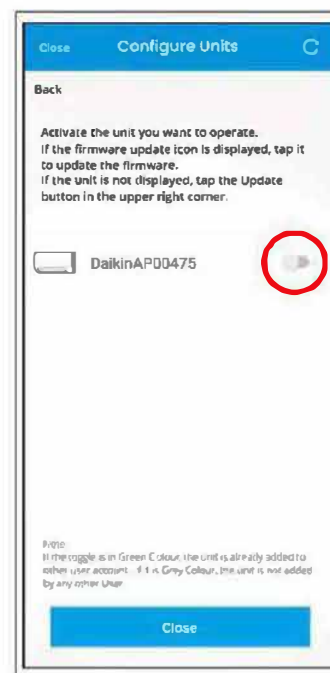 Close Configure Units
Back
Activate the unit you want to operate.
If the firmware update icon is displayed, tap it
to update the firmware.
If the unit is not displayed, tap the Update
button in the upper right corner.
DaikinAP00475
Note
If the toggle is in Green Colour, the unit is already added to
other user account. If it is Grey Colour, the unit is not added
by any other User
Close